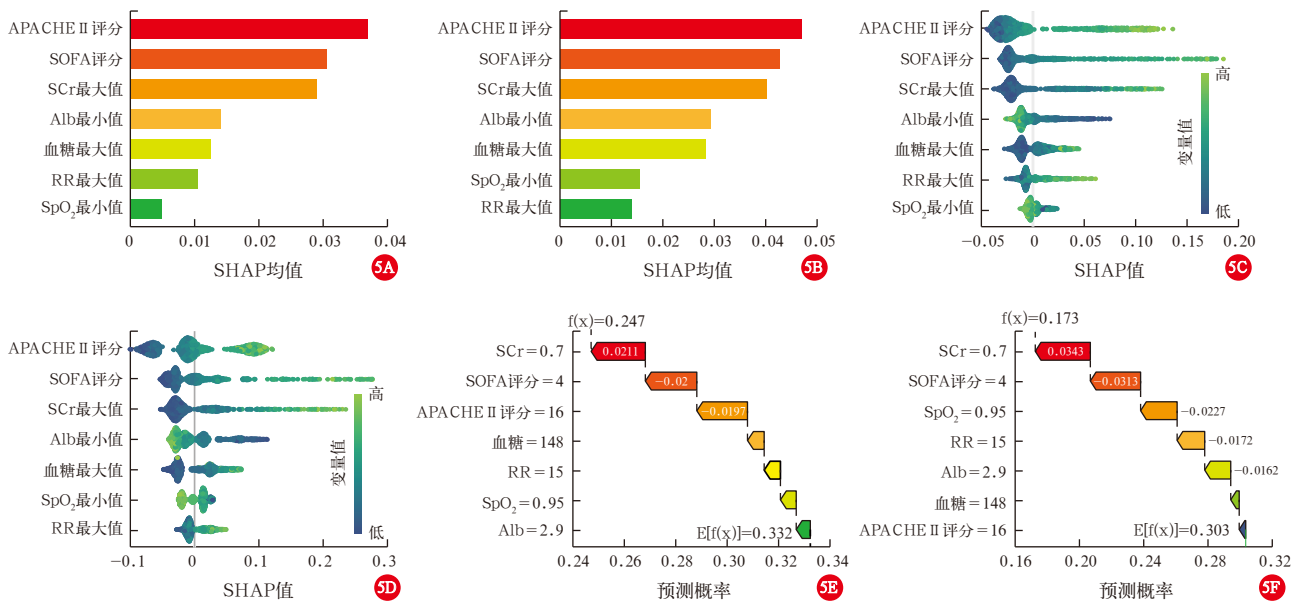 APACHEⅡ评分
SOFA评分
SCr最大值
Alb最小值
血糖最大值
RR最大值
SpO₂最小值
0 0.01 0.02 0.03 0.04
SHAP均值
5A
APACHEⅡ评分
SOFA评分
SCr最大值
Alb最小值
血糖最大值
SpO₂最小值
RR最大值
0 0.01 0.02 0.03 0.04 0.05
SHAP均值
5B
APACHEⅡ评分
SOFA评分
SCr最大值
Alb最小值
血糖最大值
RR最大值
SpO₂最小值
高
变量值
低
−0.05 0 0.05 0.10 0.15 0.20
SHAP值
5C
APACHEⅡ评分
SOFA评分
SCr最大值
Alb最小值
血糖最大值
SpO₂最小值
RR最大值
高
变量值
低
−0.1 0 0.1 0.2 0.3
SHAP值
5D
f(x)=0.247
SCr=0.7
0.0211
SOFA评分=4
−0.02
APACHEⅡ评分=16
−0.0197
血糖=148
RR=15
SpO₂=0.95
Alb=2.9
E[f(x)]=0.332
0.24 0.26 0.28 0.30 0.32 0.34
预测概率
5E
f(x)=0.173
SCr=0.7
0.0343
SOFA评分=4
−0.0313
SpO₂=0.95
−0.0227
RR=15
−0.0172
Alb=2.9
−0.0162
血糖=148
APACHEⅡ评分=16
E[f(x)]=0.303
0.16 0.20 0.24 0.28 0.32
预测概率
5F